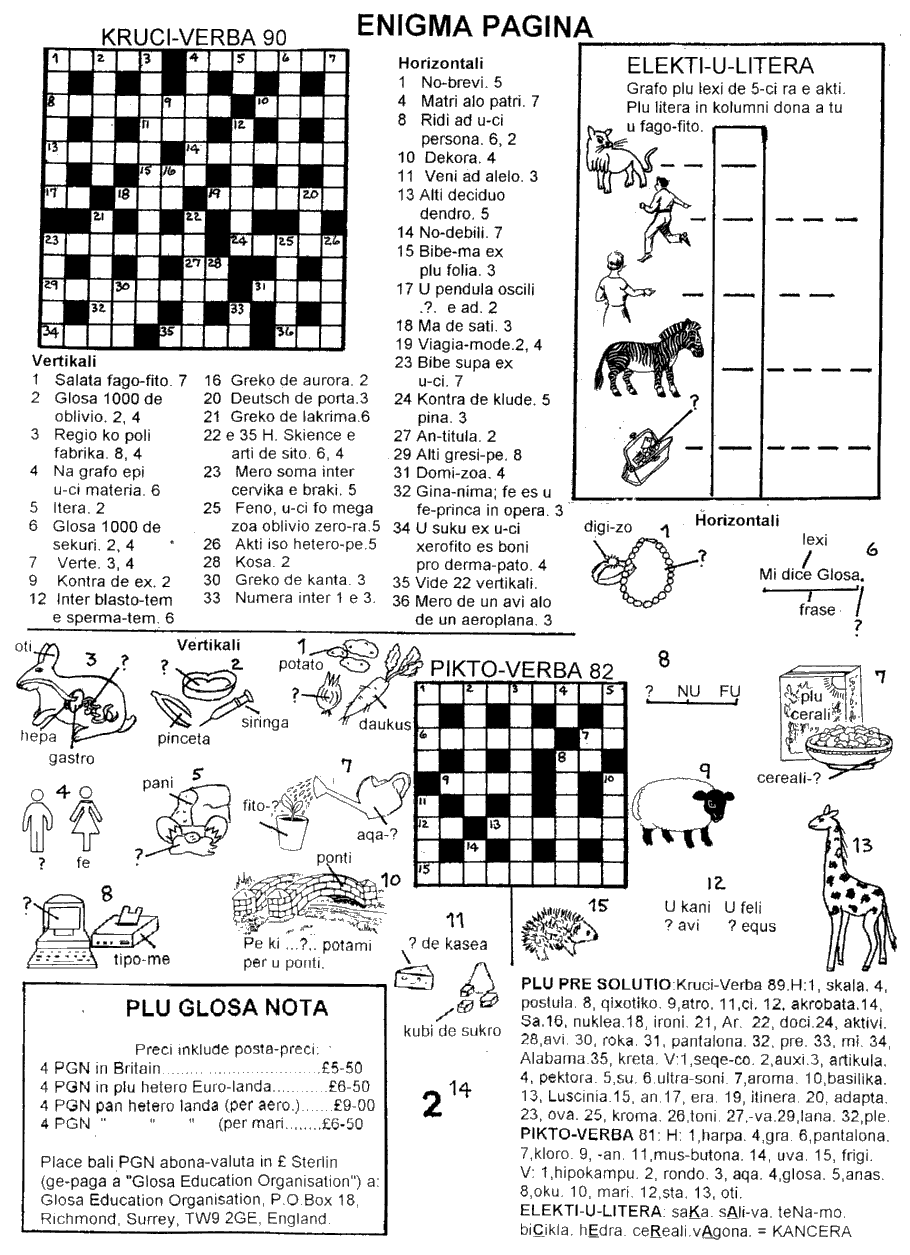 ENIGMA PAGINA
KRUCI-VERBA 90
1 2 3 4 5 6 7
8 9 10
11 12
13 14
15 16
17 18 19 20
21 22
23 24 25 26
27 28
29 30 31
32 33
34 35 36
Horizontali
1 No-brevi. 5
4 Matri alo patri. 7
8 Ridi ad u-ci
persona. 6, 2
10 Dekora. 4
11 Veni ad alelo. 3
13 Alti deciduo
dendro. 5
14 No-debili. 7
15 Bibe-ma ex
plu folia. 3
17 U pendula oscili
.?. e ad. 2
18 Ma de sati. 3
19 Viagia-mode.2, 4
23 Bibe supa ex
u-ci. 7
24 Kontra de klude. 5
pina. 3
27 An-titula. 2
29 Alti gresi-pe. 8
31 Domi-zoa. 4
32 Gina-nima; fe es u
fe-princa in opera. 3
34 U suku ex u-ci
xerofito es boni
pro derma-pato. 4
35 Vide 22 vertikali.
36 Mero de un avi alo
de un aeroplana. 3
ELEKTI-U-LITERA
Grafo plu lexi de 5-ci ra e akti.
Plu litera in kolumni dona a tu
u fago-fito.
?
Vertikali
1 Salata fago-fito. 7
2 Glosa 1000 de
oblivio. 2, 4
3 Regio ko poli
fabrika. 8, 4
4 Na grafo epi
u-ci materia. 6
5 Itera. 2
6 Glosa 1000 de
sekuri. 2, 4
7 Verte. 3, 4
9 Kontra de ex. 2
12 Inter blasto-tem
e sperma-tem. 6
16 Greko de aurora. 2
20 Deutsch de porta.3
21 Greko de lakrima.6
22 e 35 H. Skience e
arti de sito. 6, 4
23 Mero soma inter
cervika e braki. 5
25 Feno, u-ci fo mega
zoa oblivio zero-ra.5
26 Akti iso hetero-pe.5
28 Kosa. 2
30 Greko de kanta. 3
33 Numera inter 1 e 3.
Horizontali
digi-zo
1
?
lexi
6
Mi dice Glosa.
frase
?
oti
3
?
hepa
gastro
Vertikali
?
2
pinceta
siringa
1
potato
?
daukus
PIKTO-VERBA 82
1 2 3 4 5
6 7
8
9 10
11
12 13
14
15
8
? NU FU
7
plu
cerali
cereali-?
4
?
fe
pani
5
?
7
fito-?
aqa-?
9
13
?
8
tipo-me
ponti
10
Pe ki ...?.. potami
per u ponti.
11
? de kasea
kubi de sukro
15
12
U kani U feli
? avi ? equs
2 14
PLU GLOSA NOTA
Preci inklude posta-preci:
4 PGN in Britain..............................£5-50
4 PGN in plu hetero Euro-landa............£6-50
4 PGN pan hetero landa (per aero.).......£9-00
4 PGN " " " (per mari........£6-50
Place bali PGN abona-valuta in £ Sterlin
(ge-paga a "Glosa Education Organisation") a:
Glosa Education Organisation, P.O.Box 18,
Richmond, Surrey, TW9 2GE, England.
PLU PRE SOLUTIO:Kruci-Verba 89.H:1, skala. 4,
postula. 8, qixotiko. 9,atro. 11,ci. 12, akrobata.14,
Sa.16, nuklea.18, ironi. 21, Ar. 22, doci.24, aktivi.
28,avi. 30, roka. 31, pantalona. 32, pre. 33, mi. 34,
Alabama.35, kreta. V:1,seqe-co. 2,auxi.3, artikula.
4, pektora. 5,su. 6.ultra-soni. 7,aroma. 10,basilika.
13, Luscinia.15, an.17, era. 19, itinera. 20, adapta.
23, ova. 25, kroma. 26,toni. 27,-va.29,lana. 32,ple.
PIKTO-VERBA 81: H: 1,harpa. 4,gra. 6,pantalona.
7,kloro. 9, -an. 11,mus-butona. 14, uva. 15, frigi.
V: 1,hipokampu. 2, rondo. 3, aqa. 4,glosa. 5,anas.
8,oku. 10, mari. 12,sta. 13, oti.
ELEKTI-U-LITERA: saKa. sAli-va. teNa-mo.
biCikla. hEdra. ceReali.vAgona. = KANCERA